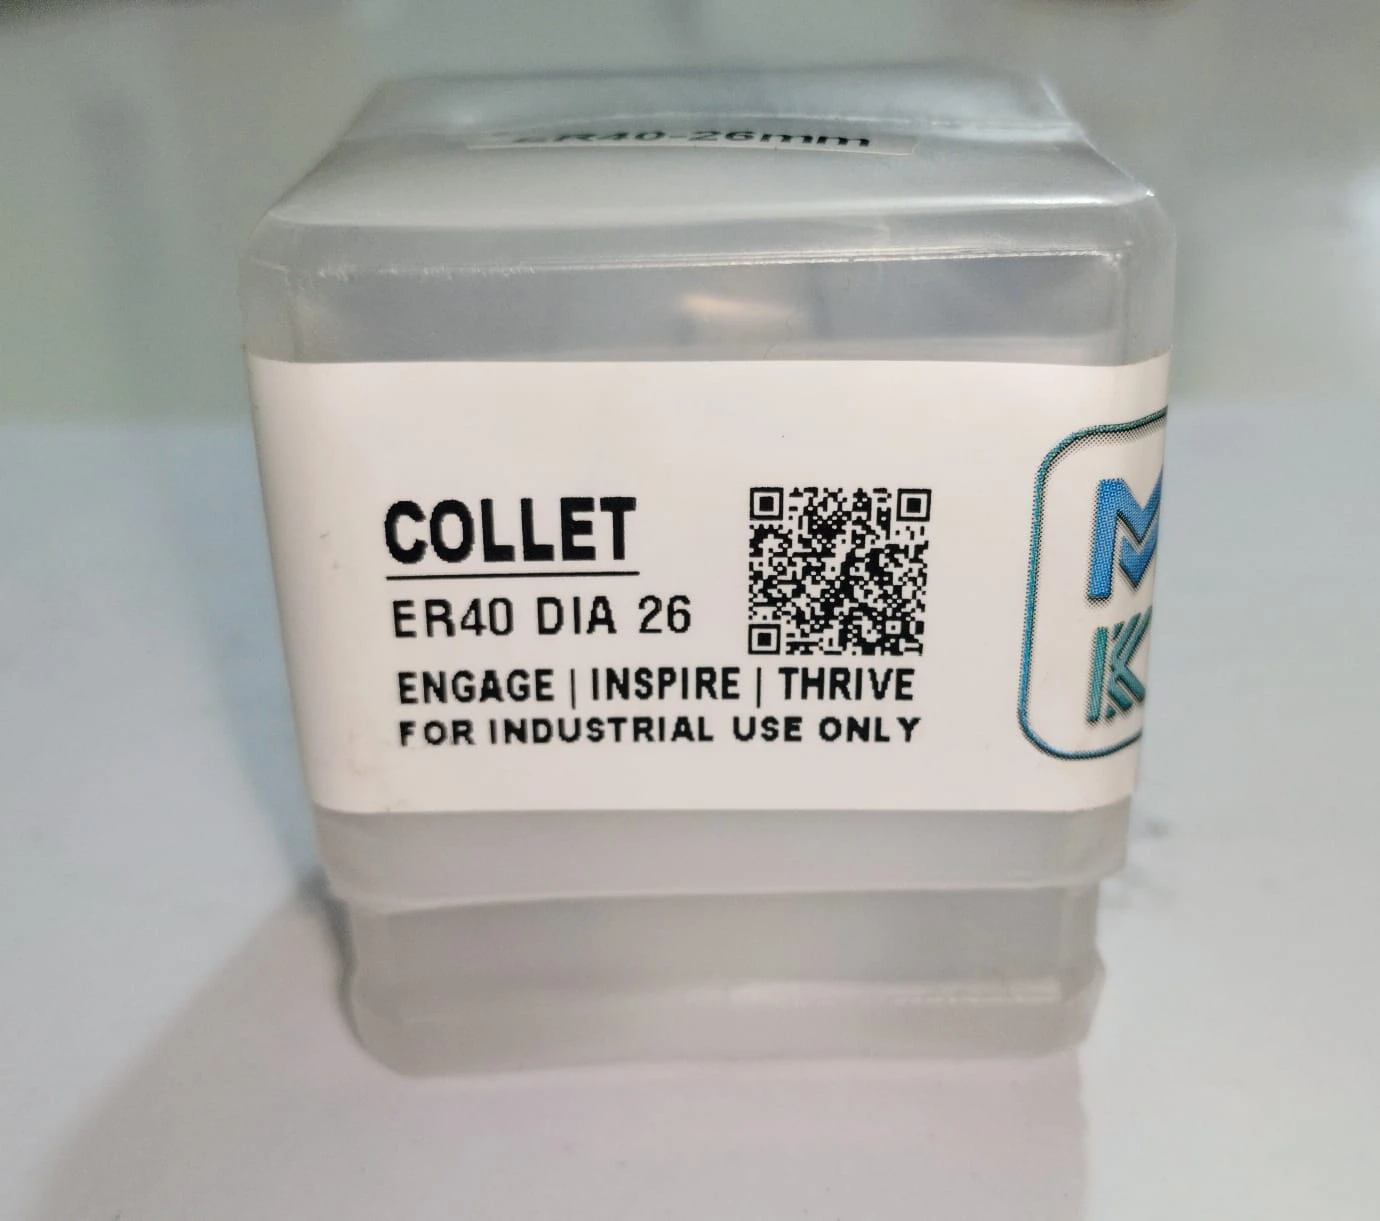 ER40-26mm
COLLET
ER40 DIA 26
ENGAGE | INSPIRE | THRIVE
FOR INDUSTRIAL USE ONLY
M
K